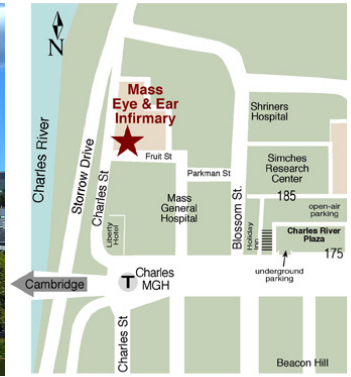 N
Mass
Eye & Ear
Infirmary
Charles River
Storrow Drive
Charles St
Fruit St
Parkman St
Shriners
Hospital
Simches
Research
Center
185
Mass
General
Hospital
Blossom St.
Liberty
Hotel
Holiday
Inn
open-air
parking
Charles River
Plaza
175
underground
parking
Cambridge
T
Charles
MGH
Charles St
Beacon Hill